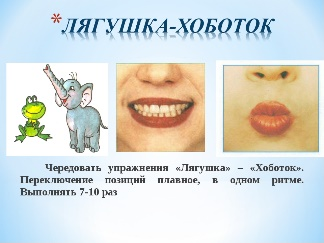 *ЛЯГУШКА-ХОБОТОК
Чередовать упражнения «Лягушка» – «Хоботок».
Переключение позиций плавное, в одном ритме.
Выполнять 7-10 раз